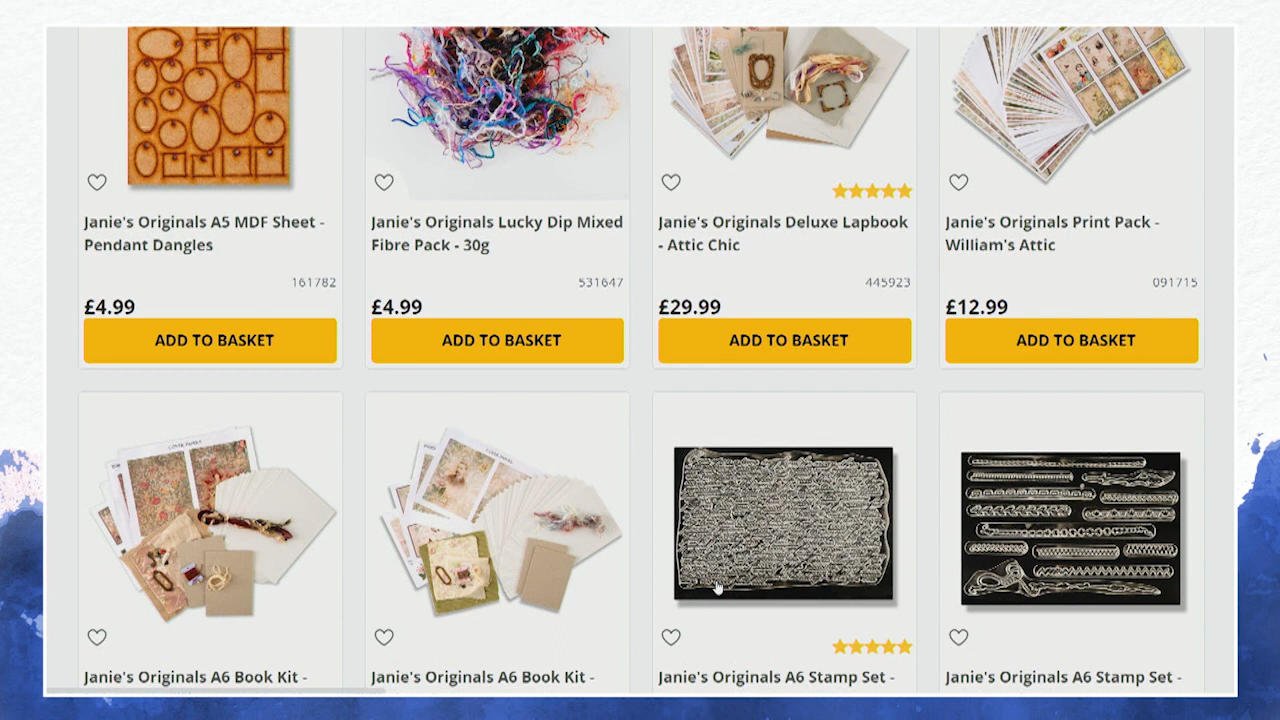 Janie's Originals A5 MDF Sheet -
Pendant Dangles
161782
£4.99
ADD TO BASKET
Janie's Originals Lucky Dip Mixed
Fibre Pack - 30g
531647
£4.99
ADD TO BASKET
Janie's Originals Deluxe Lapbook
- Attic Chic
445923
£29.99
ADD TO BASKET
Janie's Originals Print Pack -
William's Attic
091715
£12.99
ADD TO BASKET
Janie's Originals A6 Book Kit -
Janie's Originals A6 Book Kit -
Janie's Originals A6 Stamp Set -
Janie's Originals A6 Stamp Set -